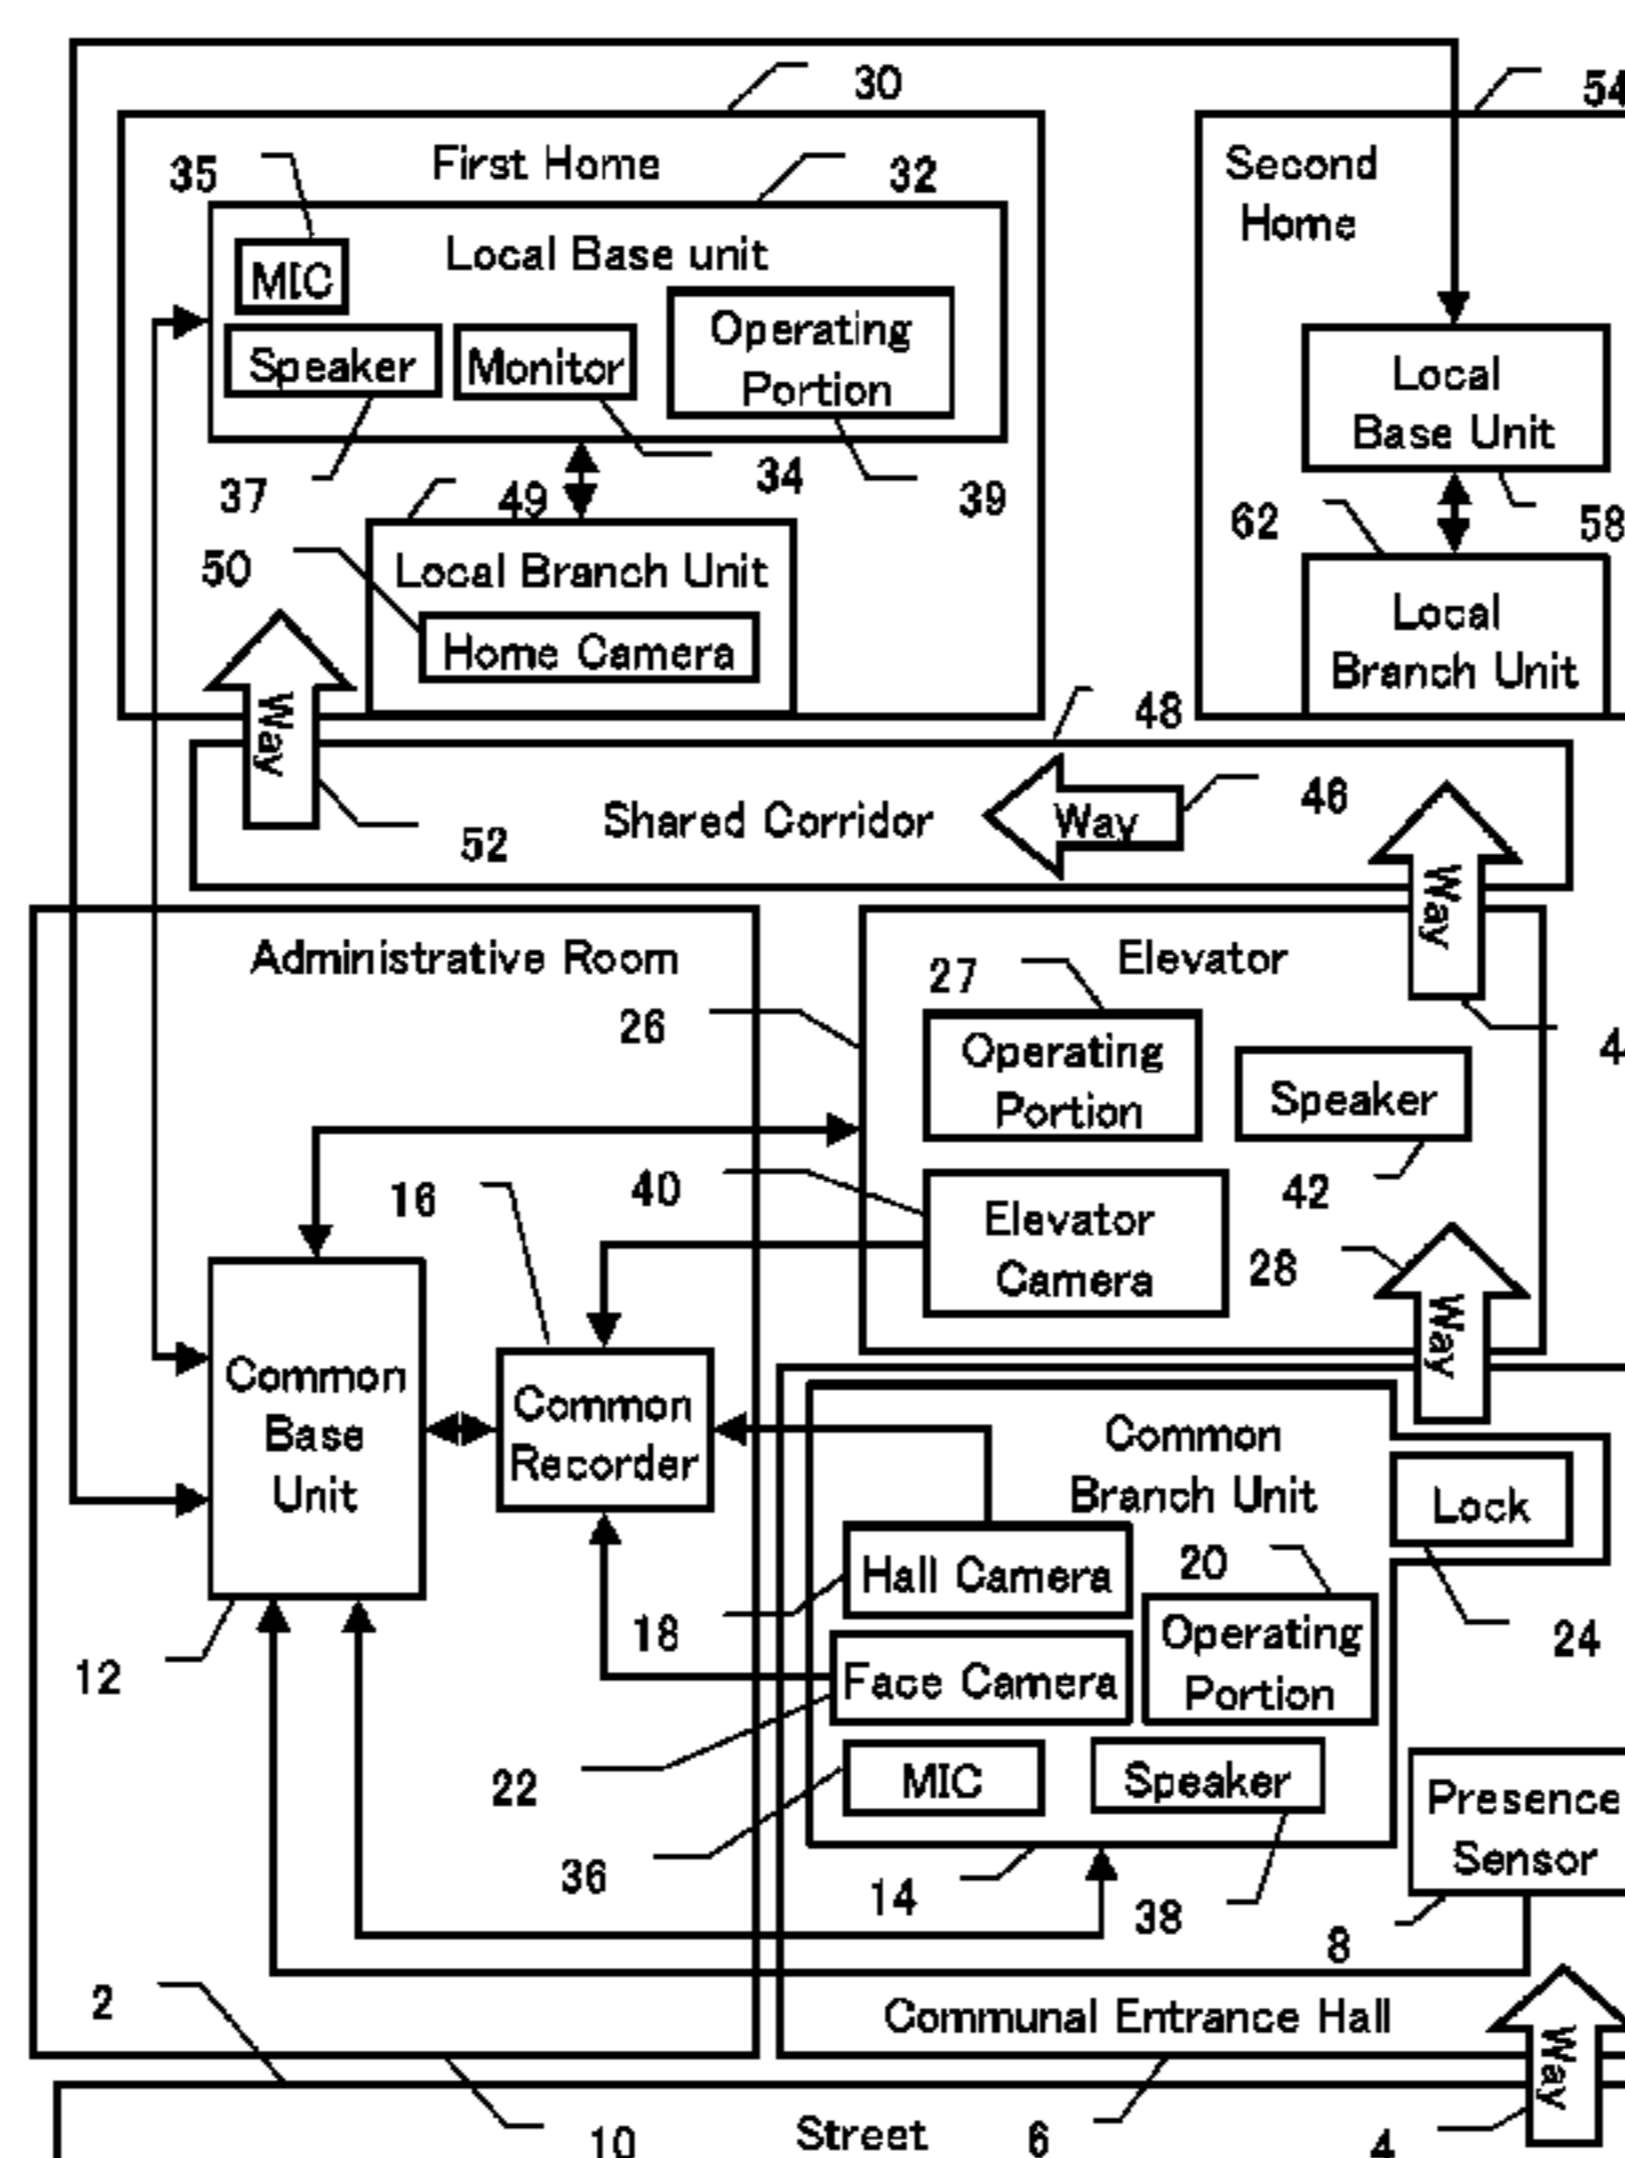 30
54
First Home
35
32
Second
Home
Local Base unit
MIC
Operating
Portion
Speaker
Monitor
Local
Base Unit
37
49
34
39
62
58
50
Local Branch Unit
Home Camera
Local
Branch Unit
48
Way
Shared Corridor
Way
46
52
Way
Administrative Room
27
Elevator
26
Operating
Portion
Speaker
16
40
42
Elevator
Camera
28
Way
Common
Base
Unit
Common
Recorder
Common
Branch Unit
Lock
Hall Camera
20
18
Operating
Portion
24
12
Face Camera
22
MIC
Speaker
Presence
Sensor
36
14
38
8
2
Communal Entrance Hall
Way
10
Street
6
4